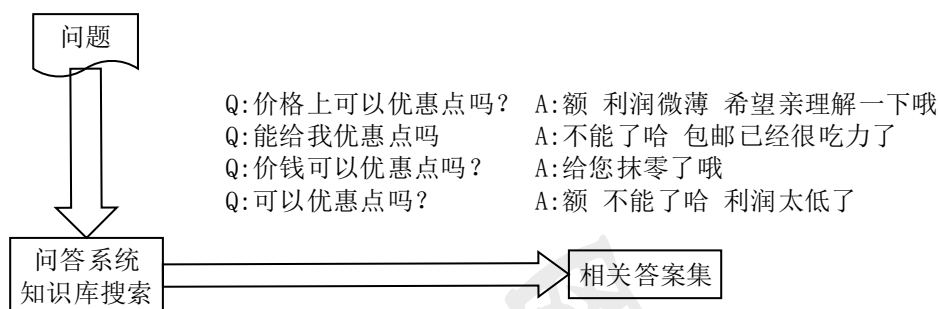 问题
Q:价格上可以优惠点吗? A:额 利润微薄 希望亲理解一下哦
Q:能给我优惠点吗 A:不能了哈 包邮已经很吃力了
Q:价钱可以优惠点吗? A:给您抹零了哦
Q:可以优惠点吗? A:额 不能了哈 利润太低了
问答系统
知识库搜索
相关答案集